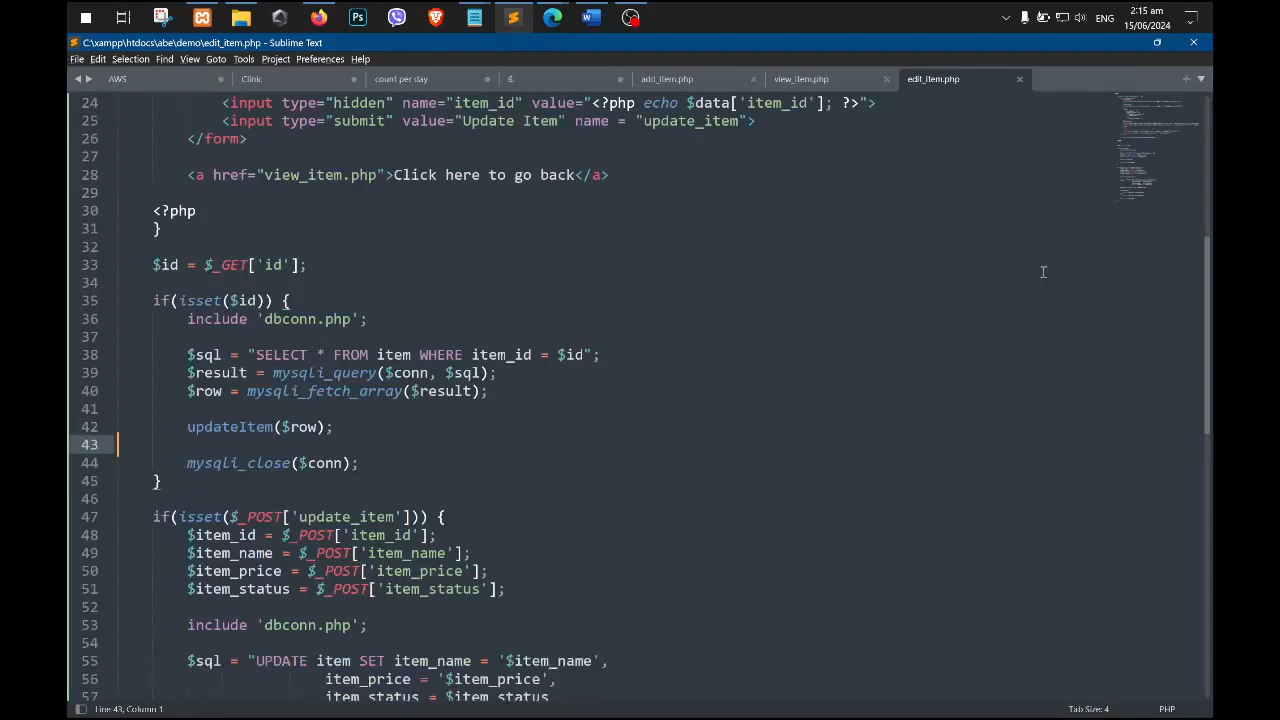 Ps
ENG
2:15 am
15/06/2024
C:\xampp\htdocs\abe\demo\edit_item.php - Sublime Text
File Edit Selection Find View Goto Tools Project Preferences Help
AWS
Clinic
count per day
6.
add_item.php
view_item.php
edit_item.php
24 <input type="hidden" name="item_id" value="<?php echo $data['item_id']; ?>">
25 <input type="submit" value="Update Item" name = "update_item">
26 </form>
27
28 <a href="view_item.php">Click here to go back</a>
29
30 <?php
31 }
32
33 $id = $_GET['id'];
34
35 if(isset($id)) {
36 include 'dbconn.php';
37
38 $sql = "SELECT * FROM item WHERE item_id = $id";
39 $result = mysqli_query($conn, $sql);
40 $row = mysqli_fetch_array($result);
41
42 updateItem($row);
43
44 mysqli_close($conn);
45 }
46
47 if(isset($_POST['update_item'])) {
48 $item_id = $_POST['item_id'];
49 $item_name = $_POST['item_name'];
50 $item_price = $_POST['item_price'];
51 $item_status = $_POST['item_status'];
52
53 include 'dbconn.php';
54
55 $sql = "UPDATE item SET item_name = '$item_name',
56 item_price = '$item_price',
57 item_status = $item_status
Line 43, Column 1
Tab Size: 4
PHP